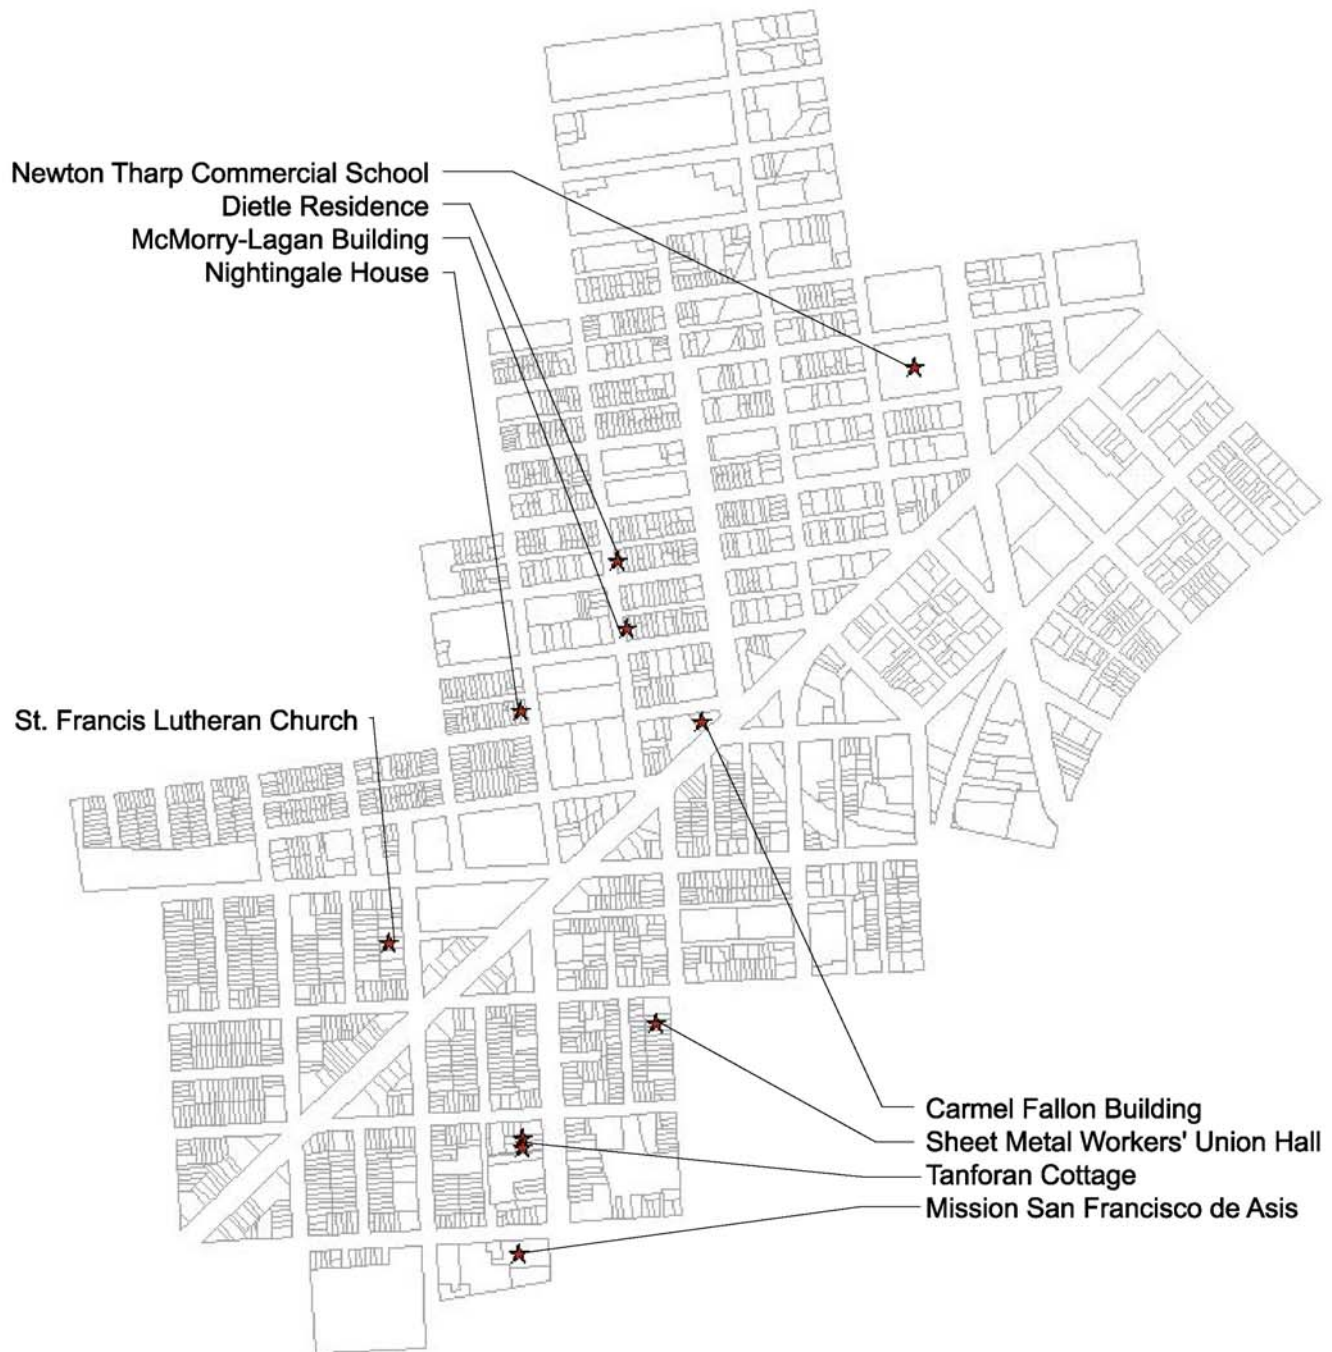 Newton Tharp Commercial School
Dietle Residence
McMorry-Lagan Building
Nightingale House
St. Francis Lutheran Church
Carmel Fallon Building
Sheet Metal Workers' Union Hall
Tanforan Cottage
Mission San Francisco de Asis